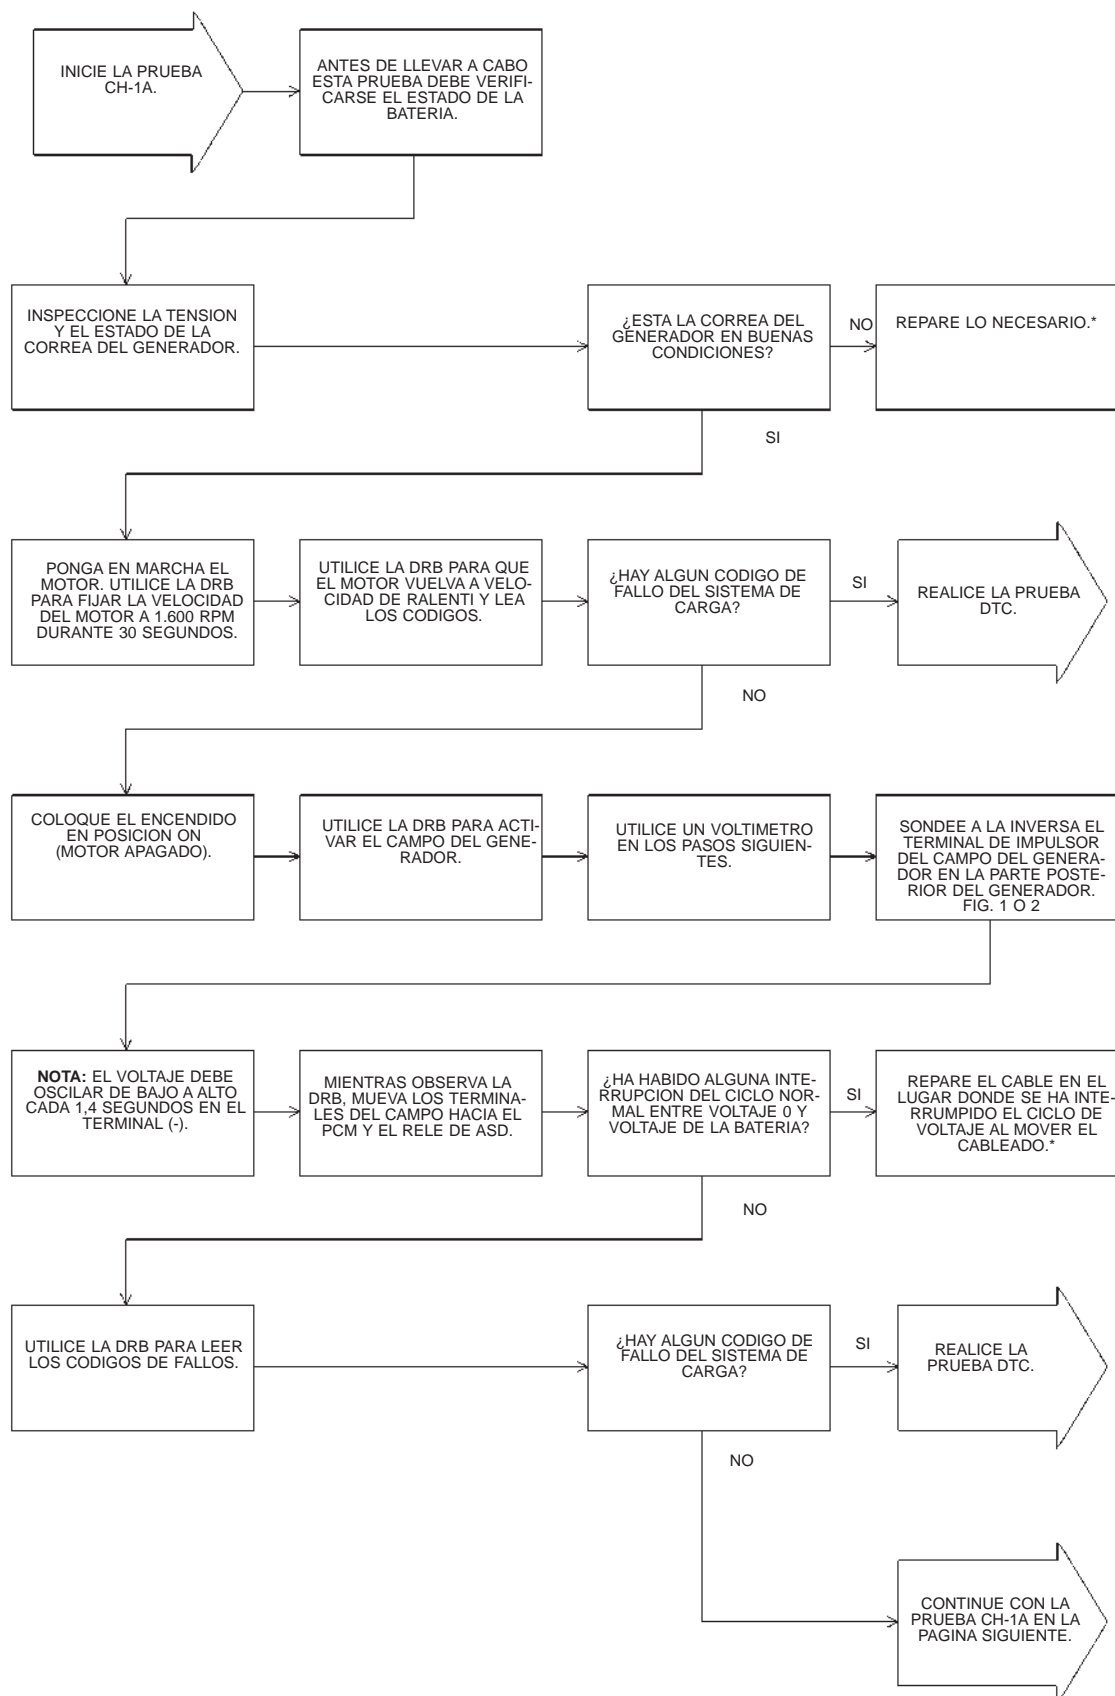 INICIE LA PRUEBA
CH-1A.
ANTES DE LLEVAR A CABO
ESTA PRUEBA DEBE VERIFI-
CARSE EL ESTADO DE LA
BATERIA.
INSPECCIONE LA TENSION
Y EL ESTADO DE LA
CORREA DEL GENERADOR.
¿ESTA LA CORREA DEL
GENERADOR EN BUENAS
CONDICIONES?
NO
REPARE LO NECESARIO.*
SI
PONGA EN MARCHA EL
MOTOR. UTILICE LA DRB
PARA FIJAR LA VELOCIDAD
DEL MOTOR A 1.600 RPM
DURANTE 30 SEGUNDOS.
UTILICE LA DRB PARA QUE
EL MOTOR VUELVA A VELO-
CIDAD DE RALENTI Y LEA
LOS CODIGOS.
¿HAY ALGUN CODIGO DE
FALLO DEL SISTEMA DE
CARGA?
SI
REALICE LA PRUEBA
DTC.
NO
COLOQUE EL ENCENDIDO
EN POSICION ON
(MOTOR APAGADO).
UTILICE LA DRB PARA ACTI-
VAR EL CAMPO DEL GENE-
RADOR.
UTILICE UN VOLTIMETRO
EN LOS PASOS SIGUIEN-
TES.
SONDEE A LA INVERSA EL
TERMINAL DE IMPULSOR
DEL CAMPO DEL GENERA-
DOR EN LA PARTE POSTE-
RIOR DEL GENERADOR.
FIG. 1 O 2
NOTA: EL VOLTAJE DEBE
OSCILAR DE BAJO A ALTO
CADA 1,4 SEGUNDOS EN EL
TERMINAL (-).
MIENTRAS OBSERVA LA
DRB, MUEVA LOS TERMINA-
LES DEL CAMPO HACIA EL
PCM Y EL RELE DE ASD.
¿HA HABIDO ALGUNA INTE-
RRUPCION DEL CICLO NOR-
MAL ENTRE VOLTAJE 0 Y
VOLTAJE DE LA BATERIA?
SI
REPARE EL CABLE EN EL
LUGAR DONDE SE HA INTE-
RRUMPIDO EL CICLO DE
VOLTAJE AL MOVER EL
CABLEADO.*
NO
UTILICE LA DRB PARA LEER
LOS CODIGOS DE FALLOS.
¿HAY ALGUN CODIGO DE
FALLO DEL SISTEMA DE
CARGA?
SI
REALICE LA
PRUEBA DTC.
NO
CONTINUE CON LA
PRUEBA CH-1A EN LA
PAGINA SIGUIENTE.